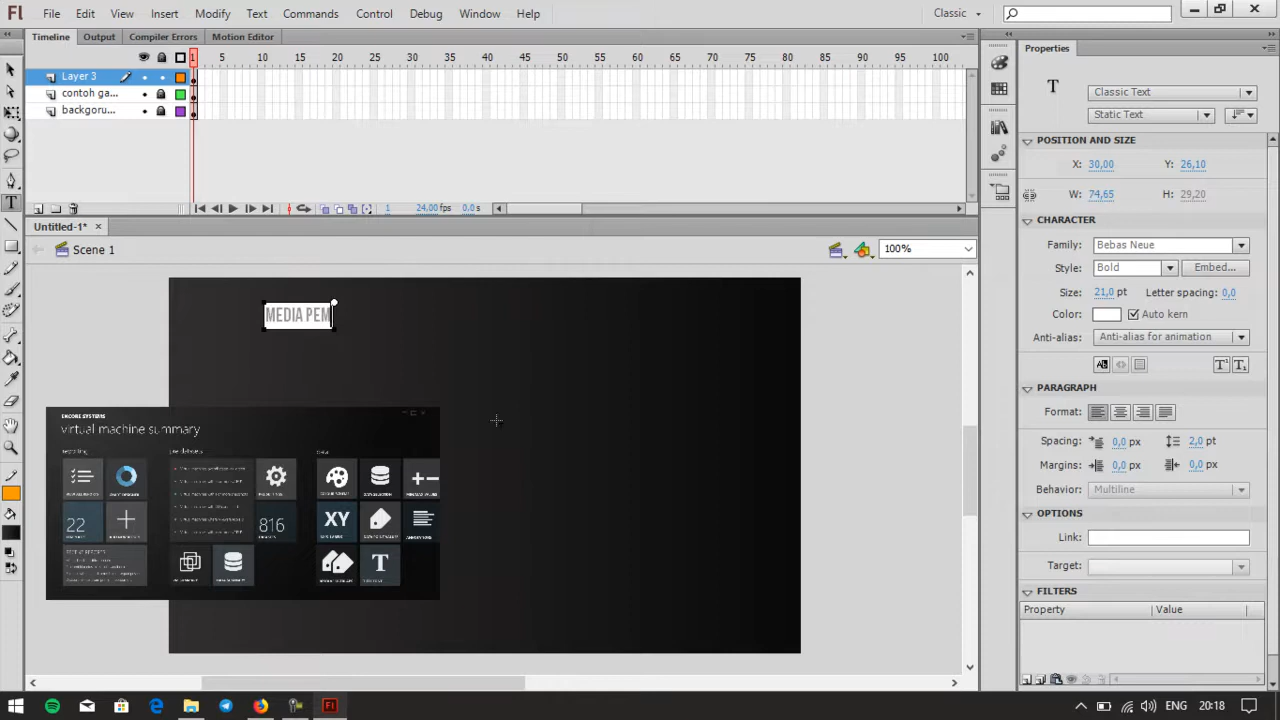 File Edit View Insert Modify Text Commands Control Debug Window Help Classic
Timeline Output Compiler Errors Motion Editor Properties
1 5 10 15 20 25 30 35 40 45 50 55 60 65 70 75 80 85 90 95 100
Layer 3
contoh ga...
backgoru...
1 24,00 fps 0.0 s
Untitled-1*
Scene 1 100%
MEDIA PEM
ENCORE SYSTEMS
virtual machine summary
reporting
data
22
816
XY
T
T Classic Text
Static Text
POSITION AND SIZE
X: 30,00 Y: 26,10
W: 74,65 H: 29,20
CHARACTER
Family: Bebas Neue
Style: Bold Embed...
Size: 21,0 pt Letter spacing: 0,0
Color: Auto kern
Anti-alias: Anti-alias for animation
PARAGRAPH
Format:
Spacing: 0,0 px 2,0 pt
Margins: 0,0 px 0,0 px
Behavior: Multiline
OPTIONS
Link:
Target:
FILTERS
Property Value
ENG 20:18